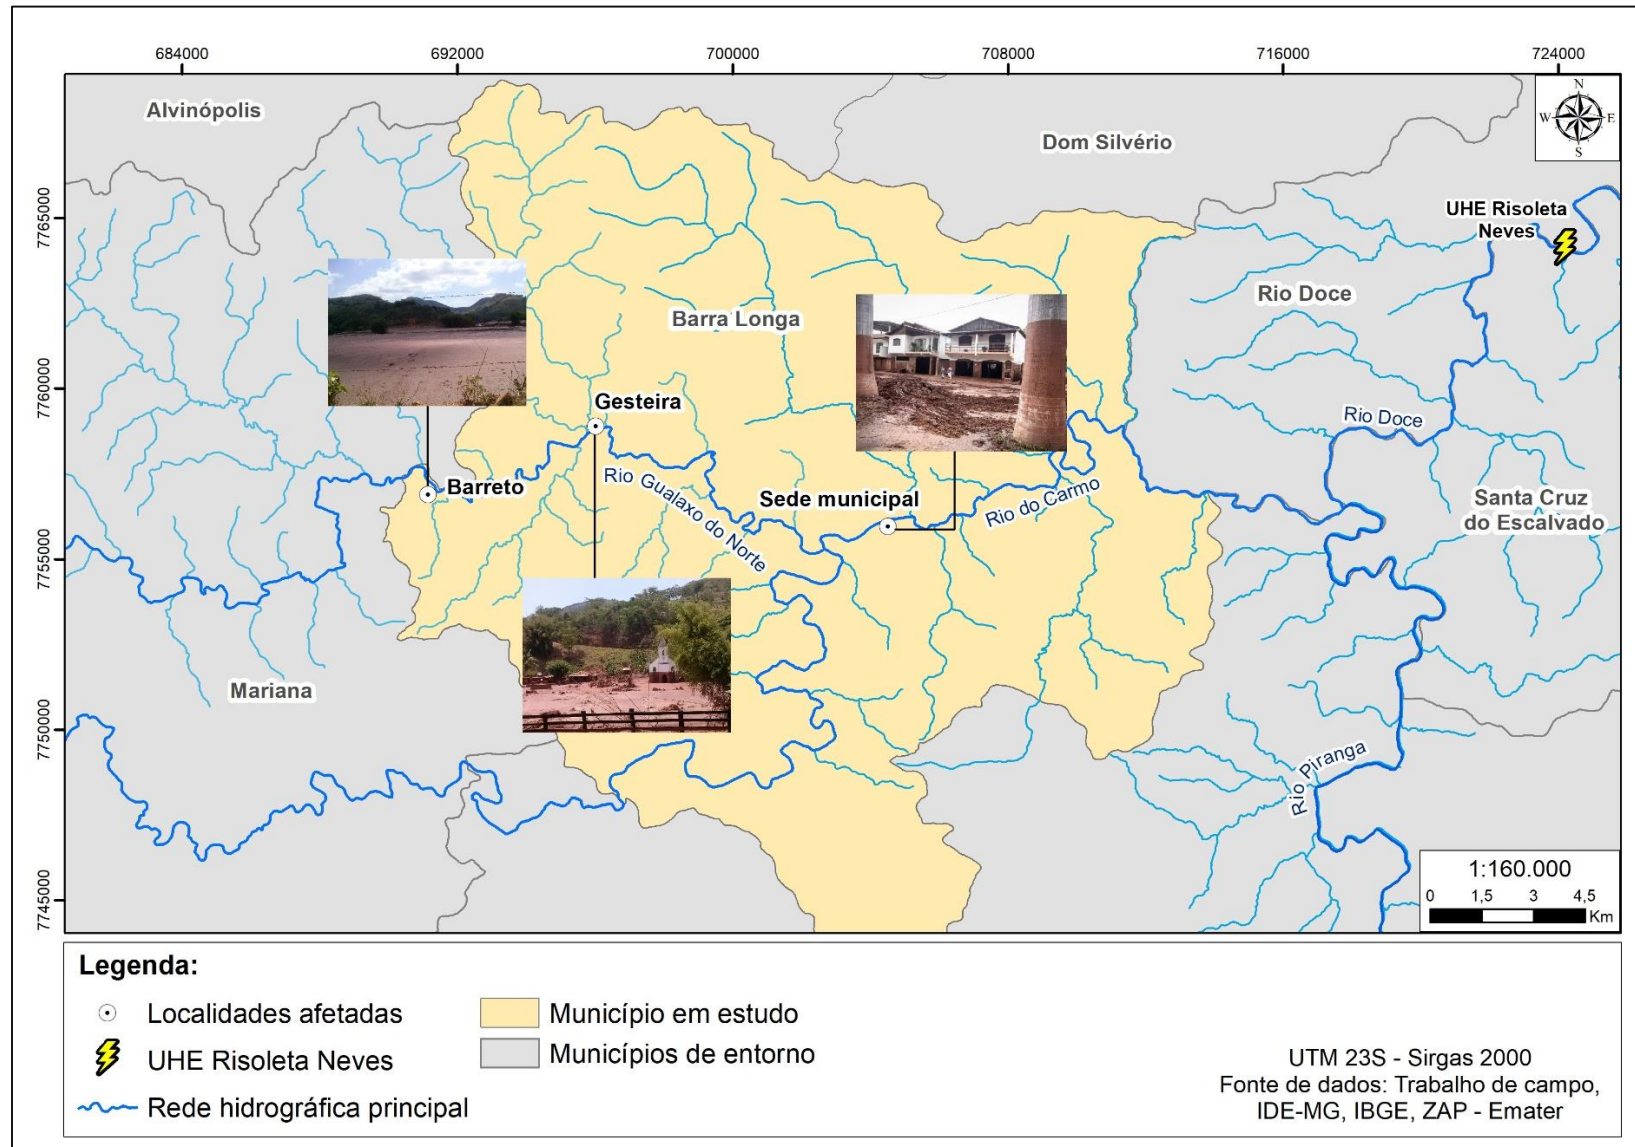 684000
692000
700000
708000
716000
724000
7765000
7760000
7755000
7750000
7745000
N
W
E
S
Alvinópolis
Dom Silvério
UHE Risoleta
Neves
Rio Doce
Barra Longa
Gesteira
Rio Doce
Barreto
Rio Gualaxo do Norte
Sede municipal
Rio do Carmo
Santa Cruz
do Escalvado
Mariana
Rio Piranga
1:160.000
0 1,5 3 4,5
Km
Legenda:
Localidades afetadas
UHE Risoleta Neves
Rede hidrográfica principal
Município em estudo
Municípios de entorno
UTM 23S - Sirgas 2000
Fonte de dados: Trabalho de campo,
IDE-MG, IBGE, ZAP - Emater